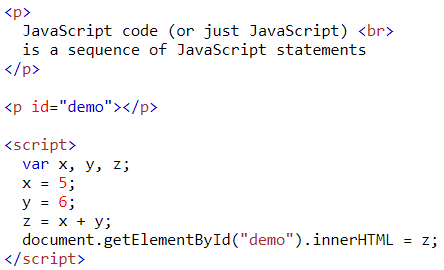 <p>
  JavaScript code (or just JavaScript) <br>
  is a sequence of JavaScript statements
</p>

<p id="demo"></p>

<script>
  var x, y, z;
  x = 5;
  y = 6;
  z = x + y;
  document.getElementById("demo").innerHTML = z;
</script>